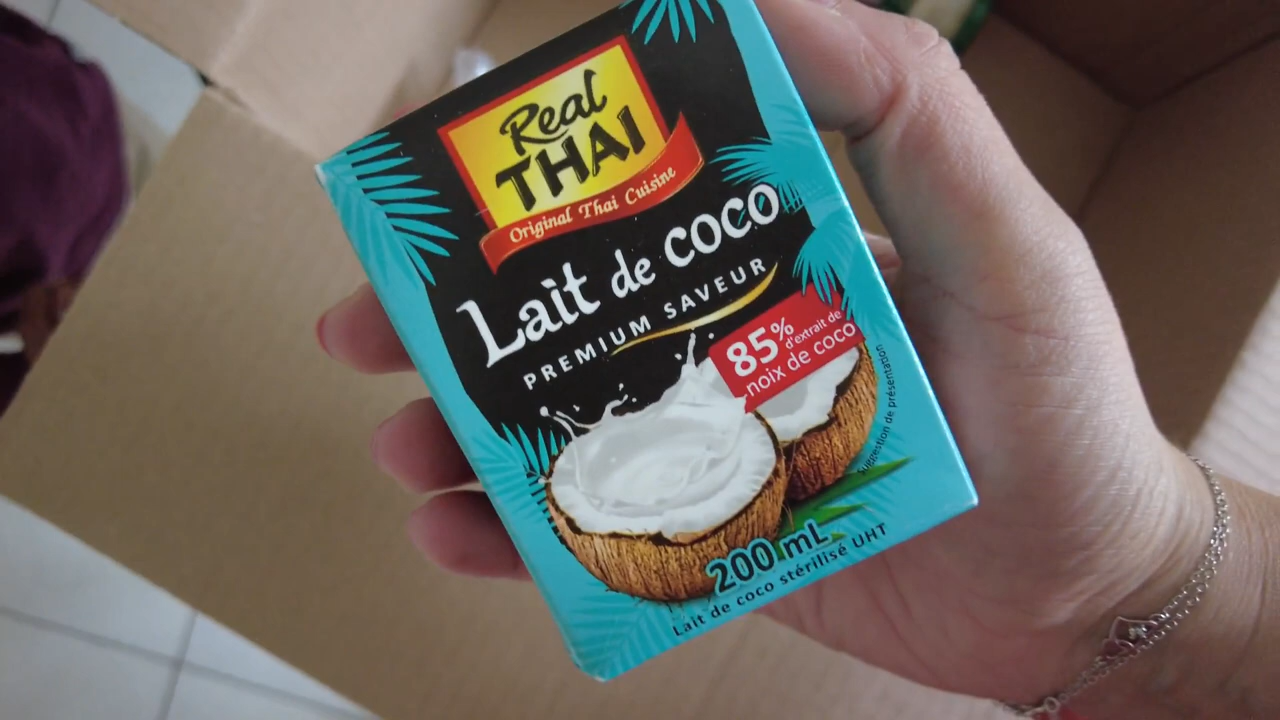 Real
THAI
Original Thai Cuisine
Lait de coco
PREMIUM SAVEUR
85% d'extrait de
noix de coco
Suggestion de présentation
200 mL
Lait de coco stérilisé UHT